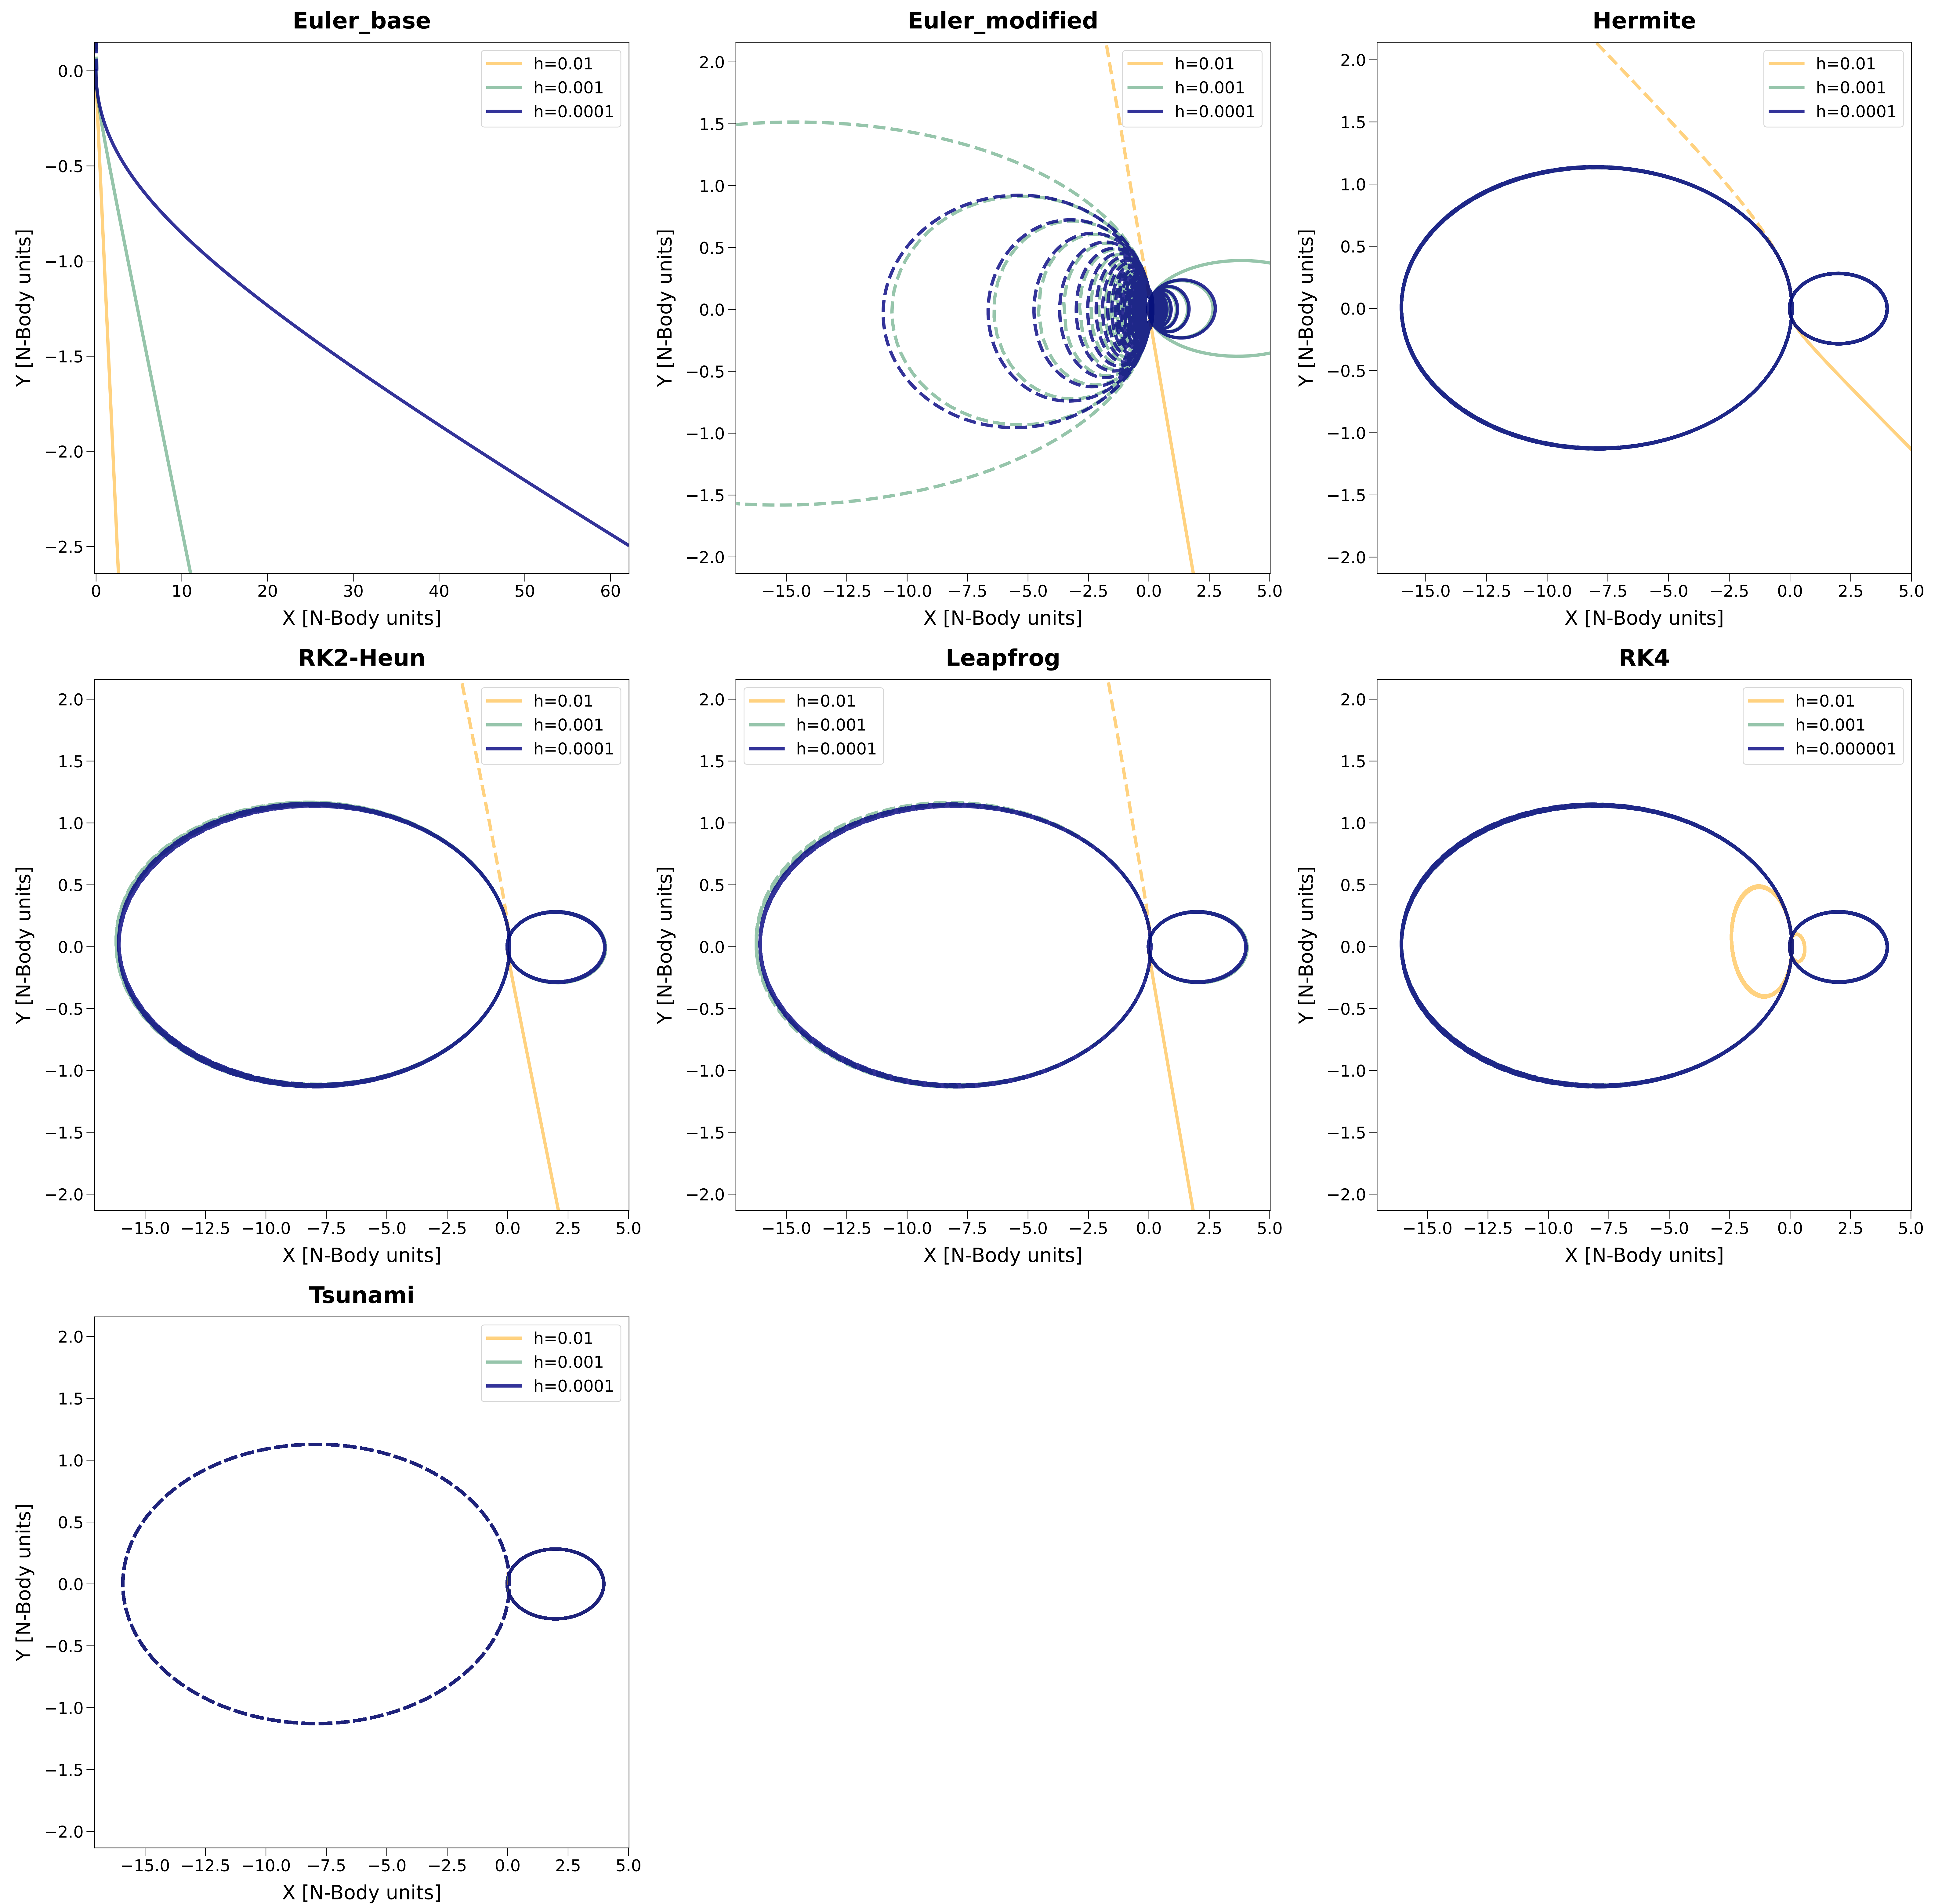 Euler_base
h=0.01
h=0.001
h=0.0001
0.0
−0.5
−1.0
−1.5
−2.0
−2.5
Y [N-Body units]
0 10 20 30 40 50 60
X [N-Body units]
Euler_modified
h=0.01
h=0.001
h=0.0001
2.0
1.5
1.0
0.5
0.0
−0.5
−1.0
−1.5
−2.0
Y [N-Body units]
−15.0 −12.5 −10.0 −7.5 −5.0 −2.5 0.0 2.5 5.0
X [N-Body units]
Hermite
h=0.01
h=0.001
h=0.0001
2.0
1.5
1.0
0.5
0.0
−0.5
−1.0
−1.5
−2.0
Y [N-Body units]
−15.0 −12.5 −10.0 −7.5 −5.0 −2.5 0.0 2.5 5.0
X [N-Body units]
RK2-Heun
h=0.01
h=0.001
h=0.0001
2.0
1.5
1.0
0.5
0.0
−0.5
−1.0
−1.5
−2.0
Y [N-Body units]
−15.0 −12.5 −10.0 −7.5 −5.0 −2.5 0.0 2.5 5.0
X [N-Body units]
Leapfrog
h=0.01
h=0.001
h=0.0001
2.0
1.5
1.0
0.5
0.0
−0.5
−1.0
−1.5
−2.0
Y [N-Body units]
−15.0 −12.5 −10.0 −7.5 −5.0 −2.5 0.0 2.5 5.0
X [N-Body units]
RK4
h=0.01
h=0.001
h=0.000001
2.0
1.5
1.0
0.5
0.0
−0.5
−1.0
−1.5
−2.0
Y [N-Body units]
−15.0 −12.5 −10.0 −7.5 −5.0 −2.5 0.0 2.5 5.0
X [N-Body units]
Tsunami
h=0.01
h=0.001
h=0.0001
2.0
1.5
1.0
0.5
0.0
−0.5
−1.0
−1.5
−2.0
Y [N-Body units]
−15.0 −12.5 −10.0 −7.5 −5.0 −2.5 0.0 2.5 5.0
X [N-Body units]